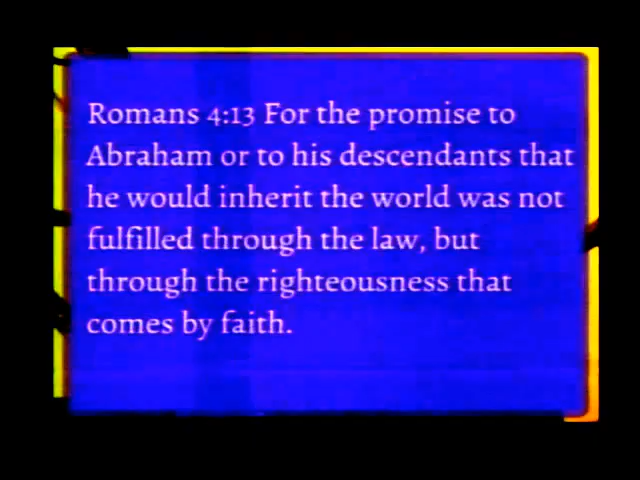 Romans 4:13 For the promise to
Abraham or to his descendants that
he would inherit the world was not
fulfilled through the law, but
through the righteousness that
comes by faith.